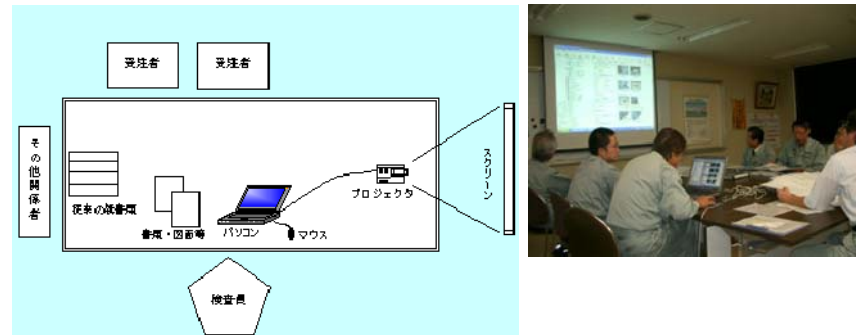 受注者
受注者
その他関係者
従来の紙書類
書類・図面等
パソコン
マウス
プロジェクタ
スクリーン
検査員